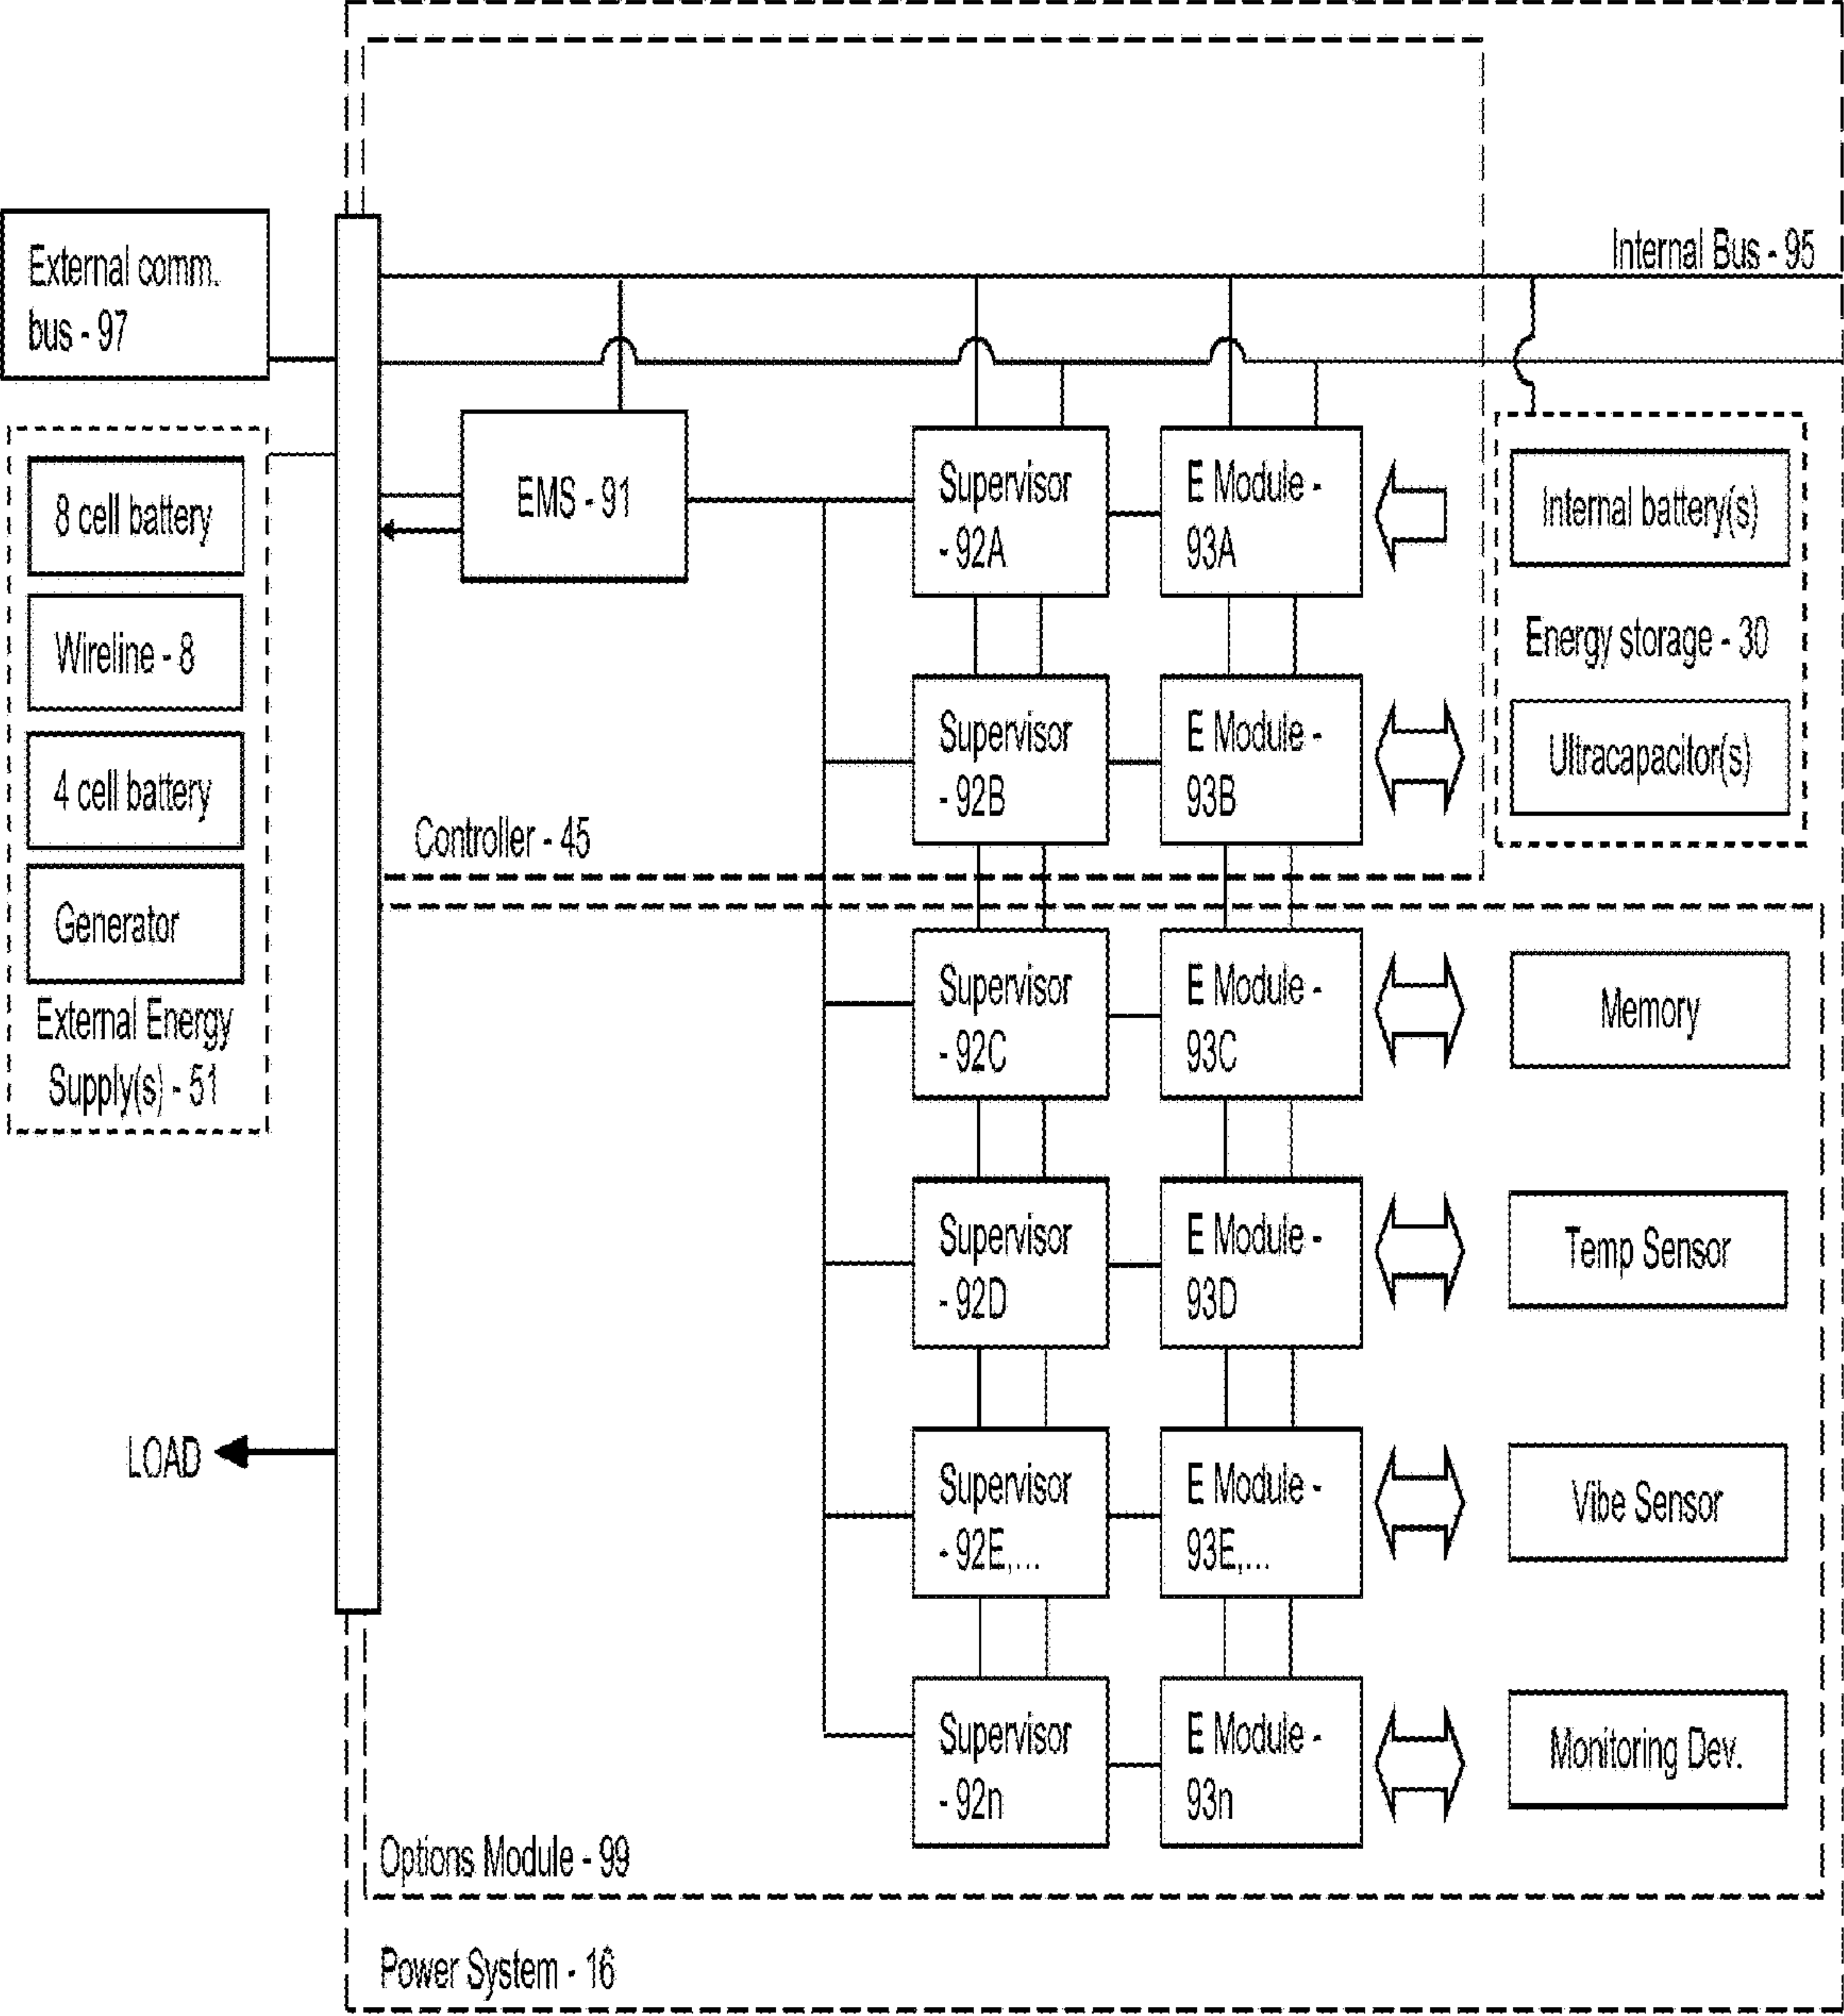 Internal Bus - 95
External comm.
bus - 97
8 cell battery
Wireline - 8
4 cell battery
Generator
External Energy
Supply(s) - 51
LOAD
EMS - 91
Controller - 45
Supervisor
- 92A
E Module -
93A
Internal battery(s)
Energy storage - 30
Supervisor
- 92B
E Module -
93B
Ultracapacitor(s)
Supervisor
- 92C
E Module -
93C
Memory
Supervisor
- 92D
E Module -
93D
Temp Sensor
Supervisor
- 92E,...
E Module -
93E,...
Vibe Sensor
Supervisor
- 92n
E Module -
93n
Monitoring Dev.
Options Module - 99
Power System - 16